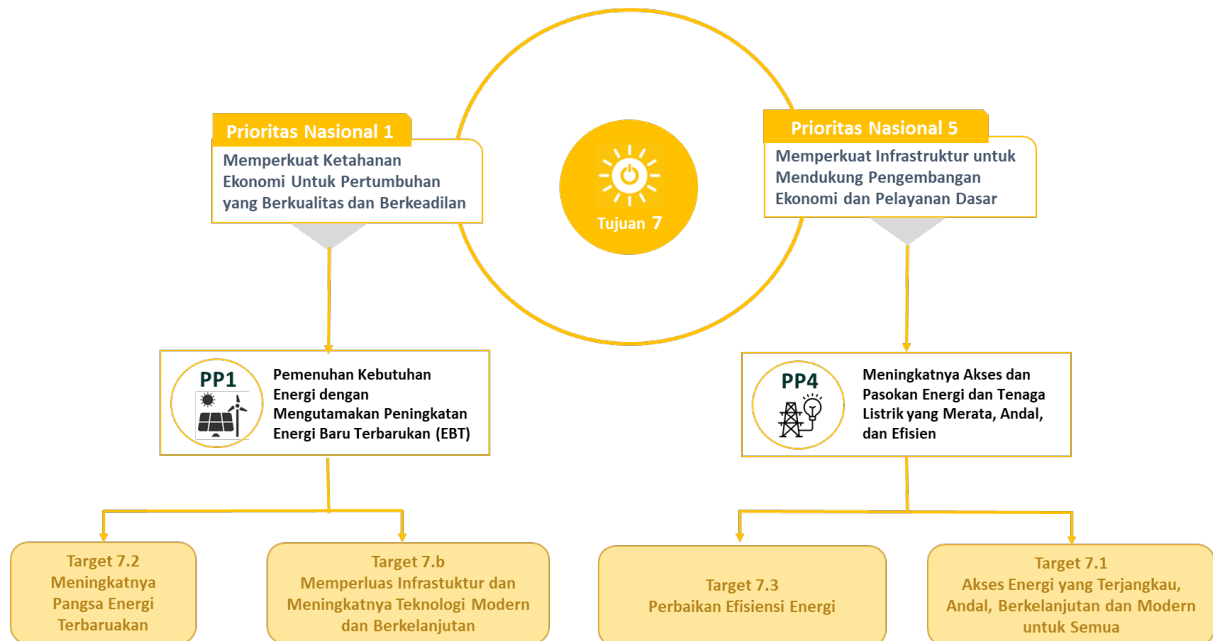 Prioritas Nasional 1
Memperkuat Ketahanan
Ekonomi Untuk Pertumbuhan
yang Berkualitas dan Berkeadilan
Tujuan 7
Prioritas Nasional 5
Memperkuat Infrastruktur untuk
Mendukung Pengembangan
Ekonomi dan Pelayanan Dasar
PP1
Pemenuhan Kebutuhan
Energi dengan
Mengutamakan Peningkatan
Energi Baru Terbarukan (EBT)
PP4
Meningkatnya Akses dan
Pasokan Energi dan Tenaga
Listrik yang Merata, Andal,
dan Efisien
Target 7.2
Meningkatnya
Pangsa Energi
Terbaruakan
Target 7.b
Memperluas Infrastuktur dan
Meningkatnya Teknologi Modern
dan Berkelanjutan
Target 7.3
Perbaikan Efisiensi Energi
Target 7.1
Akses Energi yang Terjangkau,
Andal, Berkelanjutan dan Modern
untuk Semua